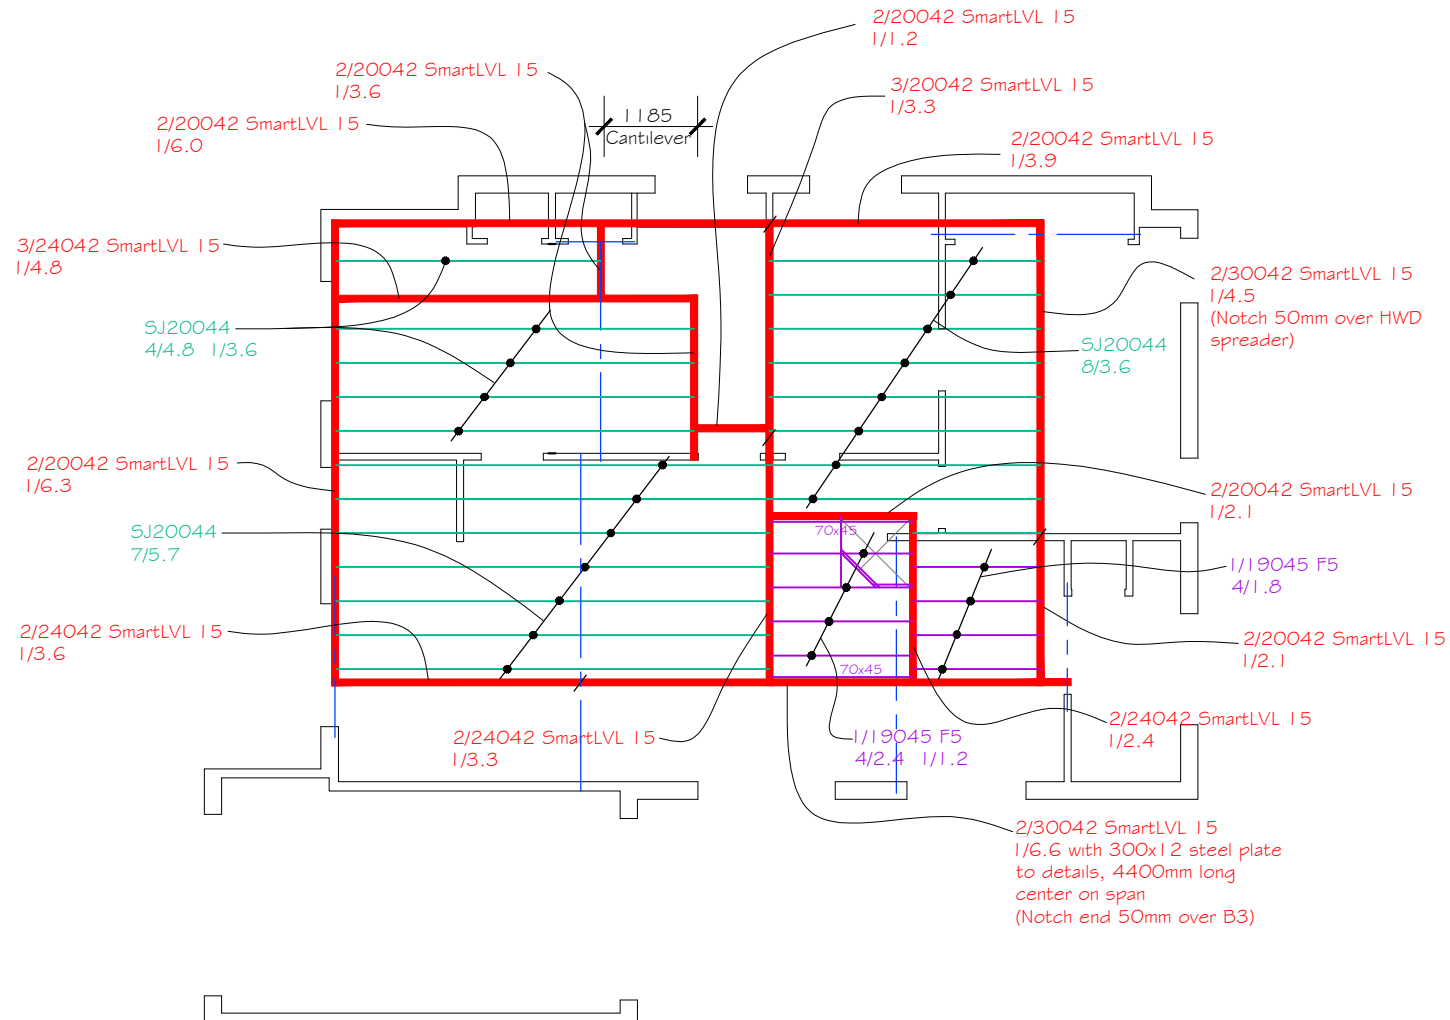 2/20042 SmartLVL 15
1/1.2
2/20042 SmartLVL 15
1/3.6
3/20042 SmartLVL 15
1/3.3
1185
Cantilever
2/20042 SmartLVL 15
1/6.0
2/20042 SmartLVL 15
1/3.9
3/24042 SmartLVL 15
1/4.8
2/30042 SmartLVL 15
1/4.5
(Notch 50mm over HWD
spreader)
SJ20044
4/4.8 1/3.6
SJ20044
8/3.6
2/20042 SmartLVL 15
1/6.3
2/20042 SmartLVL 15
1/2.1
SJ20044
7/5.7
70x45
1/19045 F5
4/1.8
2/24042 SmartLVL 15
1/3.6
2/20042 SmartLVL 15
1/2.1
70x45
2/24042 SmartLVL 15
1/2.4
2/24042 SmartLVL 15
1/3.3
1/19045 F5
4/2.4 1/1.2
2/30042 SmartLVL 15
1/6.6 with 300x12 steel plate
to details, 4400mm long
center on span
(Notch end 50mm over B3)